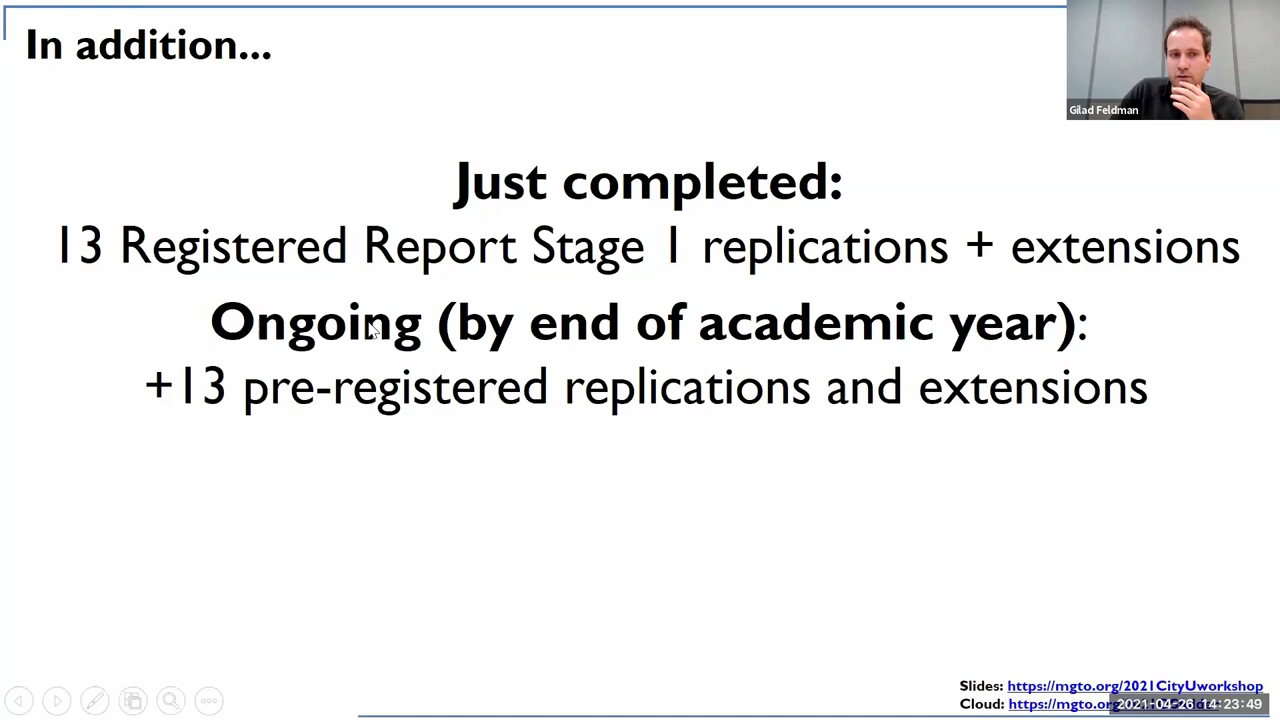 In addition...
Gilad Feldman
Just completed:
13 Registered Report Stage 1 replications + extensions
Ongoing (by end of academic year):
+13 pre-registered replications and extensions
Slides: https://mgto.org/2021CityUworkshop
Cloud: https://mgto.org
2021-04-26 14:23:49